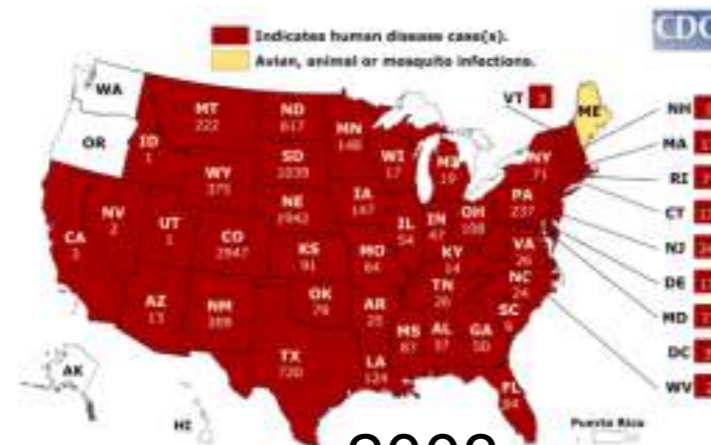 Indicates human disease case(s).
Avian, animal or mosquito infections.
CDC
WA
MT
222
ND
617
MN
148
VT 3
ME
NH
OR
ID
1
SD
1039
WI
17
MI
19
NY
71
MA
WY
375
IA
147
PA
237
RI
NV
2
UT
1
NE
1942
IL
54
IN
47
OH
108
CT
CA
3
CO
2947
KS
91
MO
64
KY
14
VA
26
NJ
DE
AZ
13
NM
209
OK
79
AR
25
TN
26
NC
24
MD
SC
MS
87
AL
37
GA
50
DC
TX
720
LA
124
FL
94
WV
AK
HI
Puerto Rico